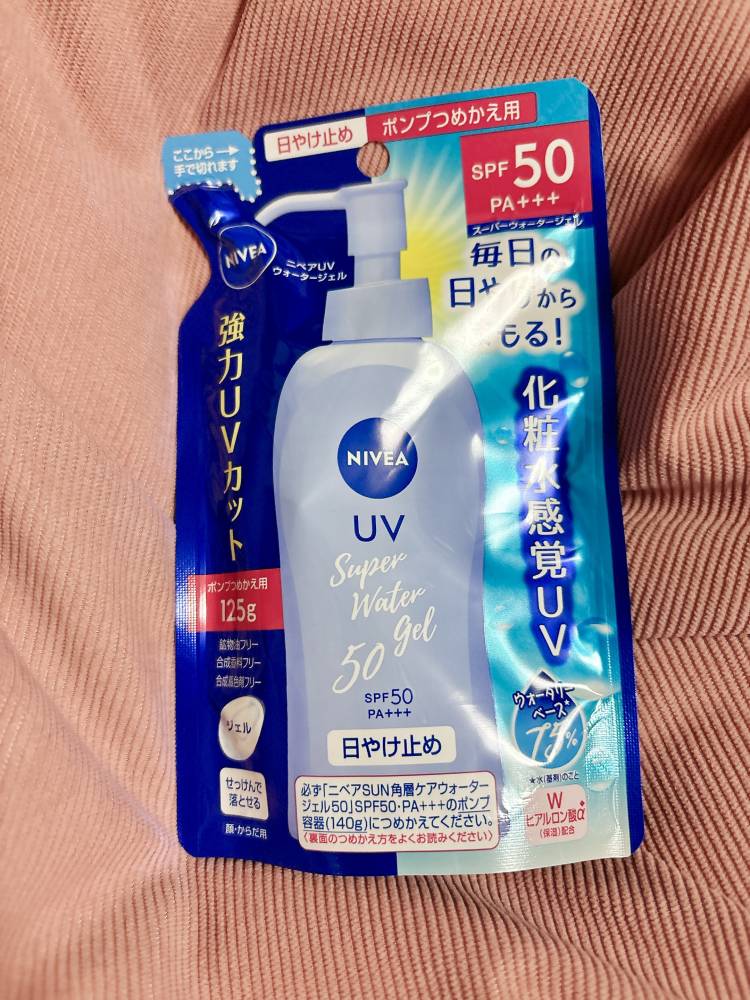 ここから→
手で切れます
日やけ止め
ポンプつめかえ用
SPF50
PA+++
NIVEA
ニベアUV
ウォータージェル
スーパーウォータージェル
毎日の
日や から
もる!
強力UVカット
化粧水感覚UV
NIVEA
UV
Super
Water
Gel
50
SPF50
PA+++
日やけ止め
ポンプつめかえ用
125g
鉱物油フリー
合成香料フリー
合成着色剤フリー
ジェル
せっけんで
落とせる
顔・からだ用
ウォータリー
ベース*
75%
★水(基剤)のこと
W
ヒアルロン酸α+
(保湿)配合
必ず「ニベアSUN角層ケアウォーター
ジェル50」SPF50・PA+++のポンプ
容器(140g)につめかえてください。
〈裏面のつめかえ方をよくお読みください〉